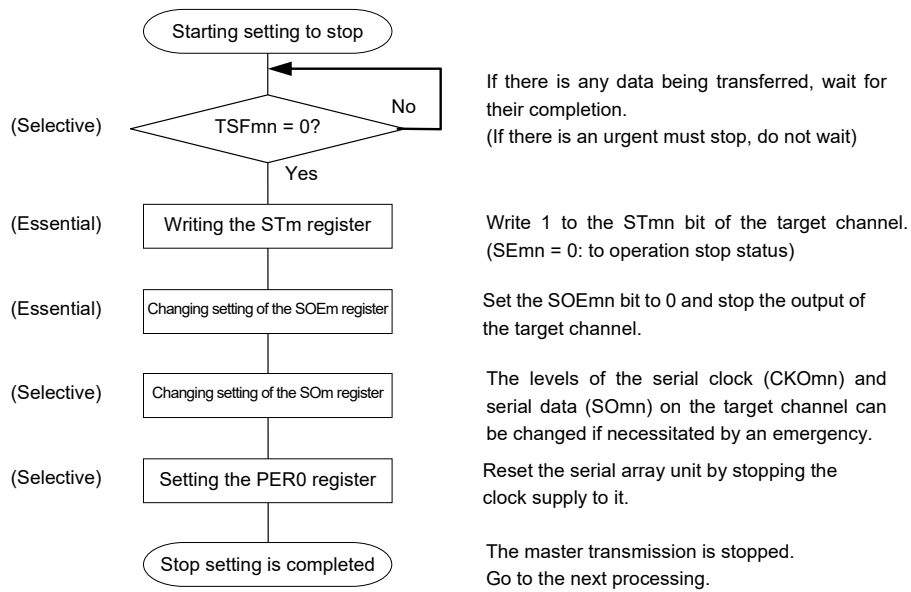 Starting setting to stop
If there is any data being transferred, wait for
their completion.
(If there is an urgent must stop, do not wait)
(Selective)
TSFmn = 0?
No
Yes
(Essential)
Writing the STm register
Write 1 to the STmn bit of the target channel.
(SEmn = 0: to operation stop status)
(Essential)
Changing setting of the SOEm register
Set the SOEmn bit to 0 and stop the output of
the target channel.
(Selective)
Changing setting of the SOm register
The levels of the serial clock (CKOmn) and
serial data (SOmn) on the target channel can
be changed if necessitated by an emergency.
(Selective)
Setting the PER0 register
Reset the serial array unit by stopping the
clock supply to it.
Stop setting is completed
The master transmission is stopped.
Go to the next processing.